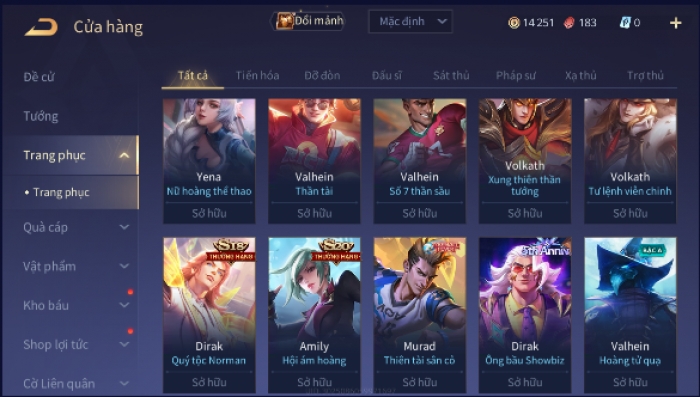 Cửa hàng
Đổi mảnh
Mặc định
14 251
183
0
+
Đề cử
Tướng
Trang phục
• Trang phục
Quà cáp
Vật phẩm
Kho báu
Shop lợi tức
Cờ Liên quân
Tất cả
Tiến hóa
Đỡ đòn
Đấu sĩ
Sát thủ
Pháp sư
Xạ thủ
Trợ thủ
Yena
Nữ hoàng thể thao
Sở hữu
Valhein
Thần tài
Sở hữu
Valhein
Số 7 thần sầu
Sở hữu
Volkath
Xung thiên thần
tướng
Sở hữu
Volkath
Tư lệnh viễn chinh
Sở hữu
S18
THƯỞNG HẠNG
Dirak
Quý tộc Norman
Sở hữu
S20
THƯỞNG HẠNG
Amily
Hội ám hoàng
Sở hữu
Murad
Thiên tài sân cỏ
Sở hữu
5th Anni
Dirak
Ông bầu Showbiz
Sở hữu
BẬC A
Valhein
Hoàng tử quạ
Sở hữu